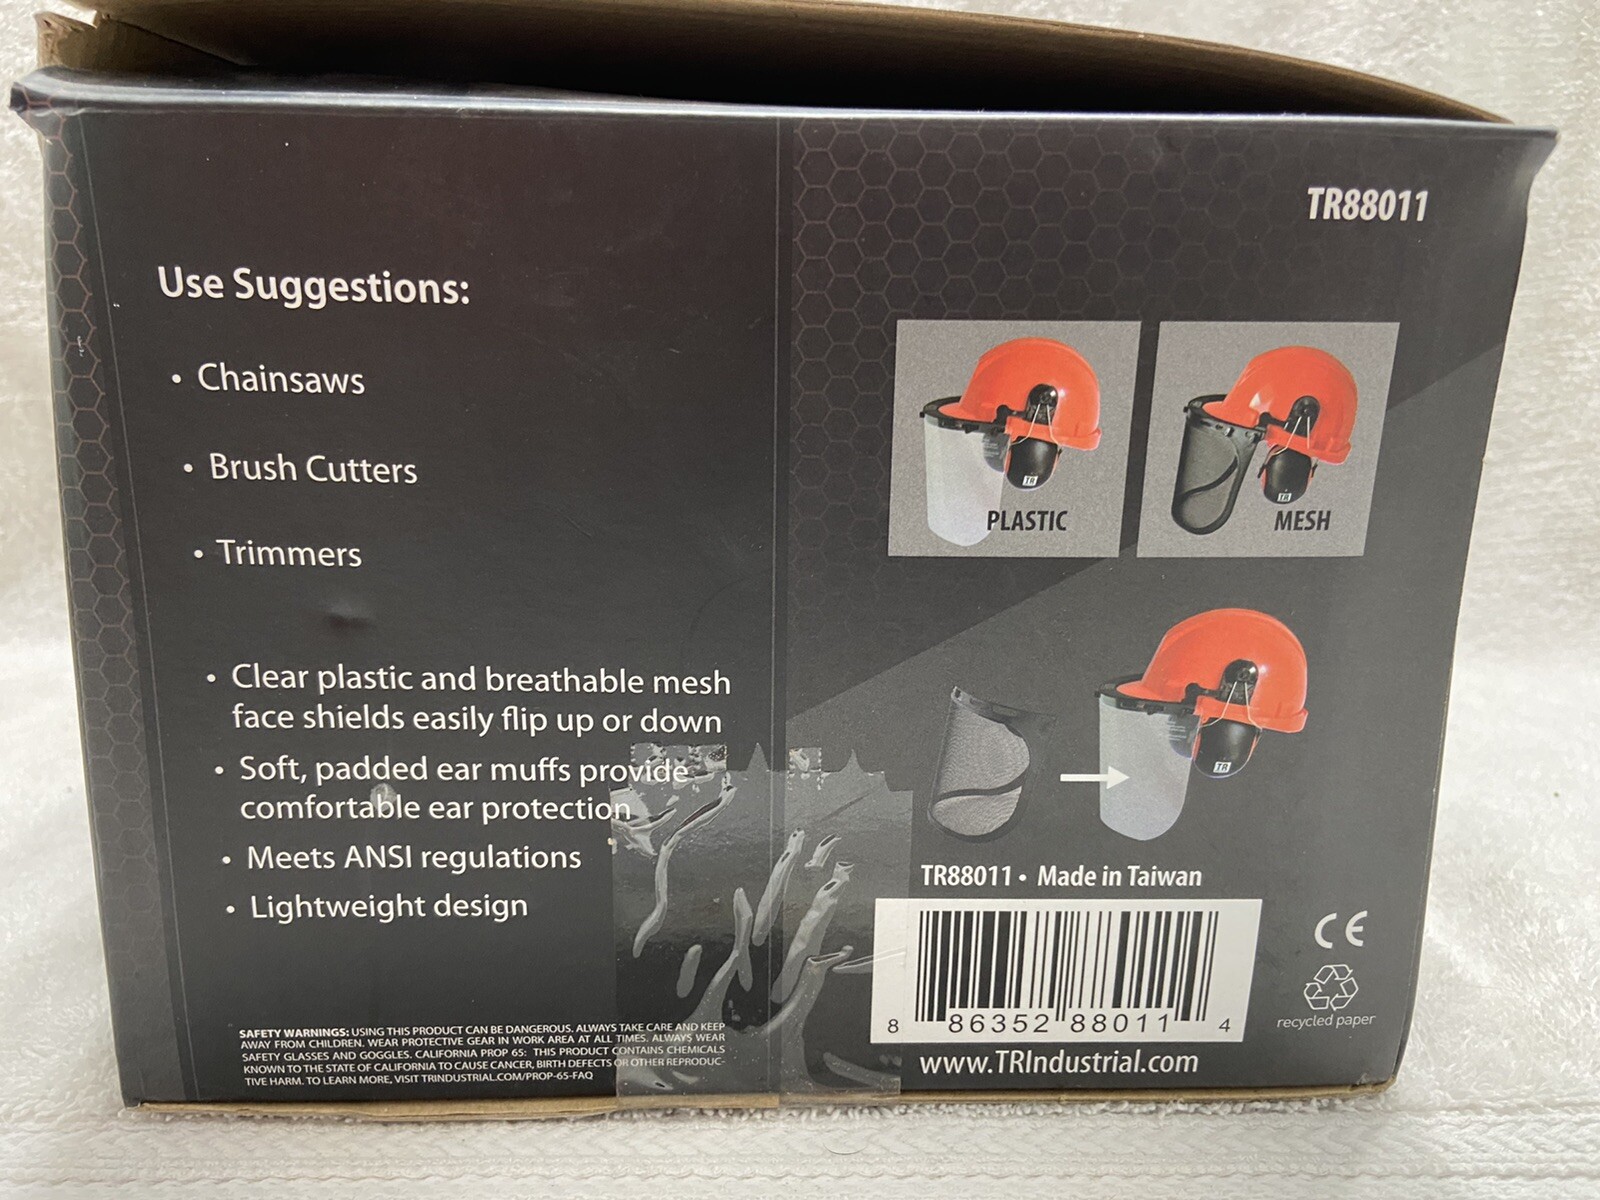 TR88011
Use Suggestions:
• Chainsaws
• Brush Cutters
• Trimmers
• Clear plastic and breathable mesh
face shields easily flip up or down
• Soft, padded ear muffs provide
comfortable ear protection
• Meets ANSI regulations
• Lightweight design
SAFETY WARNINGS: USING THIS PRODUCT CAN BE DANGEROUS. ALWAYS TAKE CARE AND KEEP
AWAY FROM CHILDREN. WEAR PROTECTIVE GEAR IN WORK AREA AT ALL TIMES. ALWAYS WEAR
SAFETY GLASSES AND GOGGLES. CALIFORNIA PROP 65: THIS PRODUCT CONTAINS CHEMICALS
KNOWN TO THE STATE OF CALIFORNIA TO CAUSE CANCER, BIRTH DEFECTS OR OTHER REPRODUC-
TIVE HARM. TO LEARN MORE, VISIT TRINDUSTRIAL.COM/PROP-65-FAQ
TR
PLASTIC
TR
MESH
TR
TR88011 • Made in Taiwan
8 86352 88011 4
www.TRIndustrial.com
CE
recycled paper